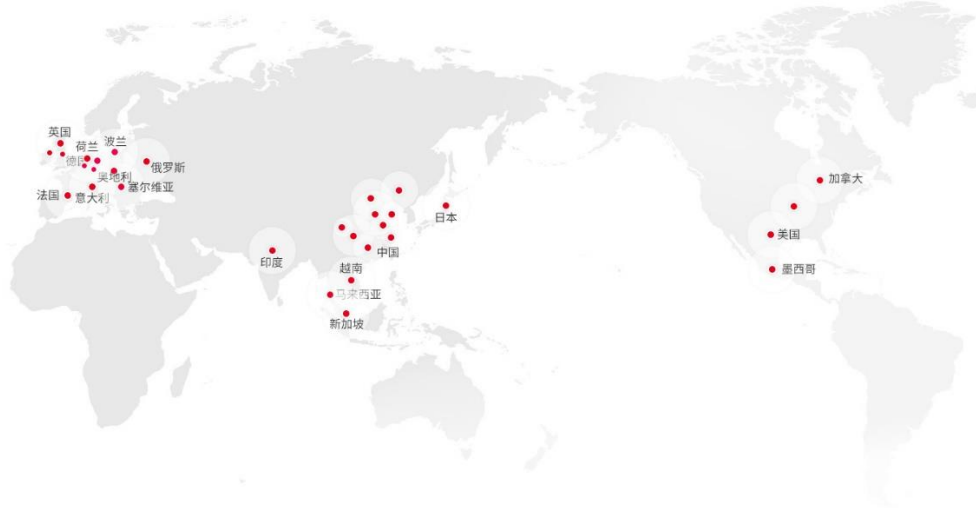 英国
荷兰
波兰
德国
俄罗斯
奥地利
塞尔维亚
法国
意大利
加拿大
日本
美国
中国
印度
越南
墨西哥
马来西亚
新加坡